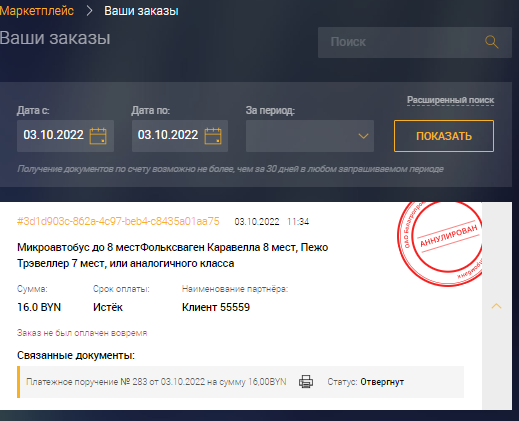 Маркетплейс > Ваши заказы
Ваши заказы
Поиск
Расширенный поиск
Дата с:
Дата по:
За период:
03.10.2022
03.10.2022
ПОКАЗАТЬ
Получение документов по счету возможно не более, чем за 30 дней в любом запрашиваемом периоде
#3d1d903c-862a-4c97-beb4-c8435a01aa75 03.10.2022 11:34
АННУЛИРОВАН
Микроавтобус до 8 местФольксваген Каравелла 8 мест, Пежо
Трэвеллер 7 мест, или аналогичного класса
Сумма:
Срок оплаты:
Наименование партнёра:
16.0 BYN
Истёк
Клиент 55559
Заказ не был оплачен вовремя
Связанные документы:
Платежное поручение № 283 от 03.10.2022 на сумму 16,00BYN
Статус: Отвергнут